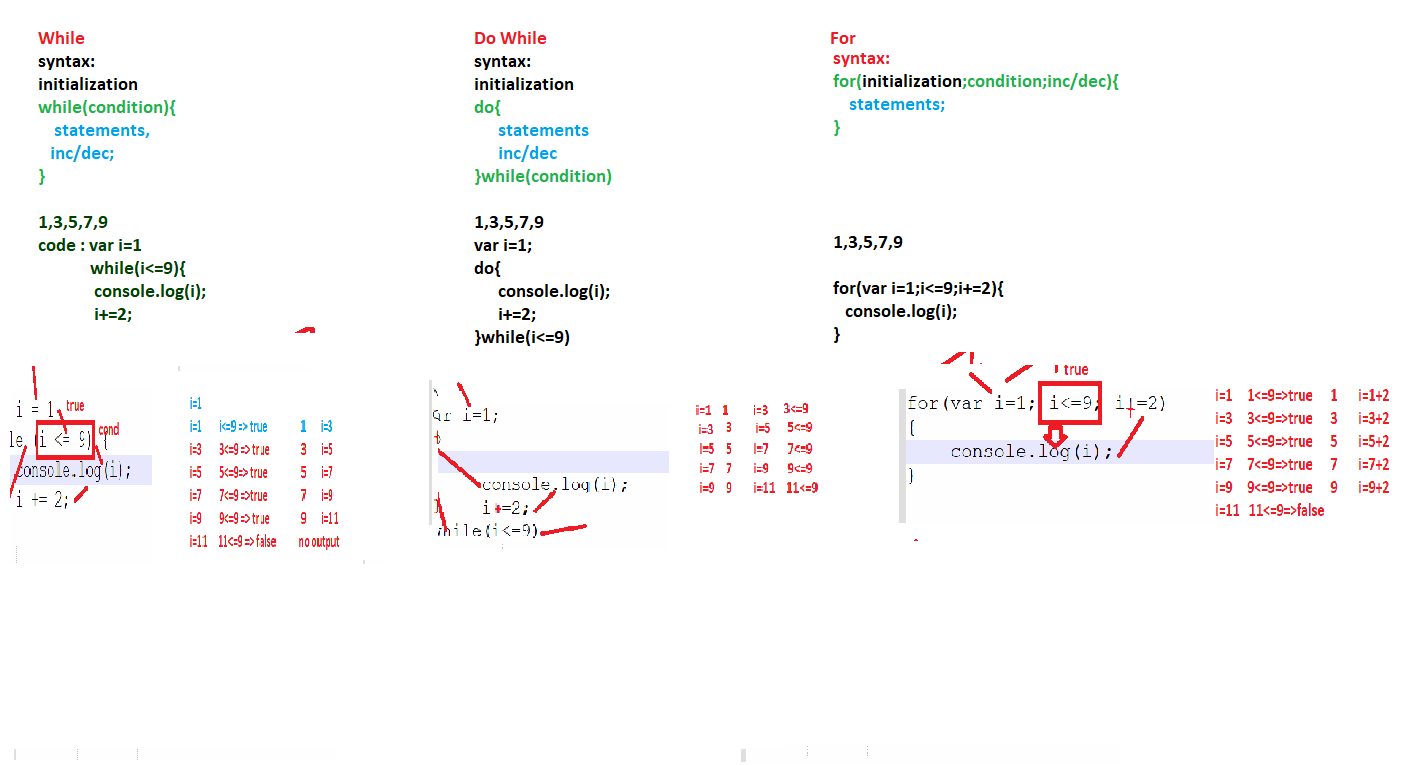 While
syntax:
initialization
while(condition){
statements,
inc/dec;
}
1,3,5,7,9
code : var i=1
while(i<=9){
console.log(i);
i+=2;
i = 1
true
(i <= 9) {
cond
console.log(i);
i += 2;
i=1
i=1 i<=9=>true 1 i=3
i=3 3<=9=>true 3 i=5
i=5 5<=9=>true 5 i=7
i=7 7<=9=>true 7 i=9
i=9 9<=9=>true 9 i=11
i=11 11<=9=>false no output
Do While
syntax:
initialization
do{
statements
inc/dec
}while(condition)
1,3,5,7,9
var i=1;
do{
console.log(i);
i+=2;
}while(i<=9)
i=1;
console.log(i);
i+=2;
hile(i<=9)
i=1 1 i=3 3<=9
i=3 3 i=5 5<=9
i=5 5 i=7 7<=9
i=7 7 i=9 9<=9
i=9 9 i=11 11<=9
For
syntax:
for(initialization;condition;inc/dec){
statements;
}
1,3,5,7,9
for(var i=1;i<=9;i+=2){
console.log(i);
}
true
for(var i=1; i<=9; i+=2)
{
console.log(i);
}
i=1 1<=9=>true 1 i=1+2
i=3 3<=9=>true 3 i=3+2
i=5 5<=9=>true 5 i=5+2
i=7 7<=9=>true 7 i=7+2
i=9 9<=9=>true 9 i=9+2
i=11 11<=9=>false